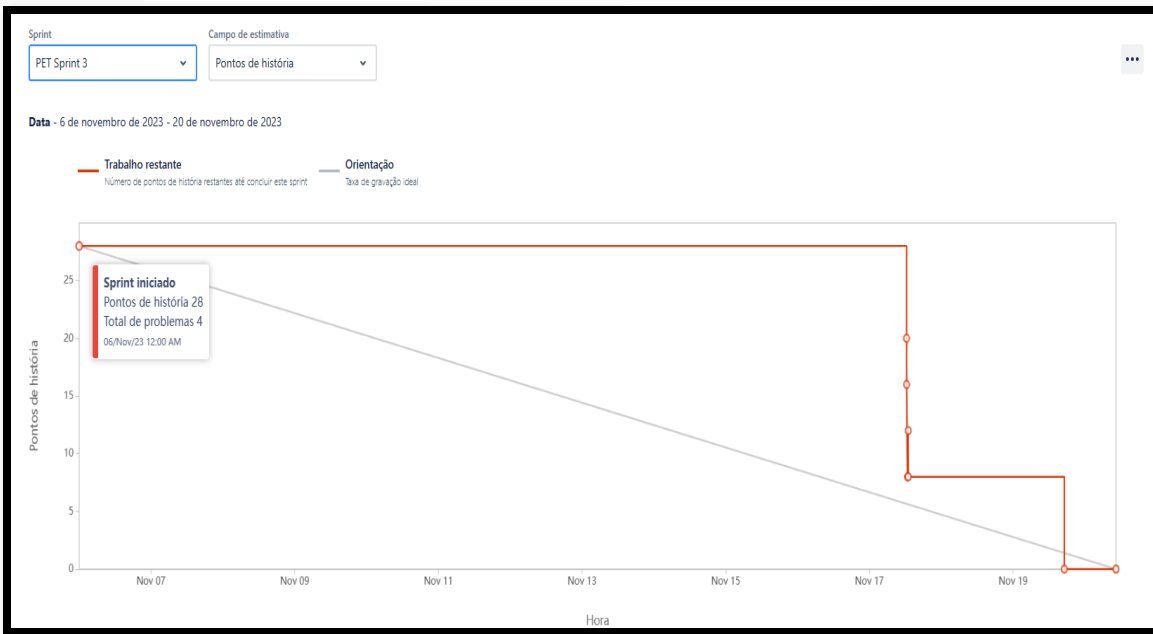 Sprint
Campo de estimativa
PET Sprint 3
Pontos de história
Data - 6 de novembro de 2023 - 20 de novembro de 2023
Trabalho restante
Número de pontos de história restantes até concluir este sprint
Orientação
Taxa de gravação ideal
Sprint iniciado
Pontos de história 28
Total de problemas 4
06/Nov/23 12:00 AM
Pontos de história
25
20
15
10
5
0
Nov 07
Nov 09
Nov 11
Nov 13
Nov 15
Nov 17
Nov 19
Hora